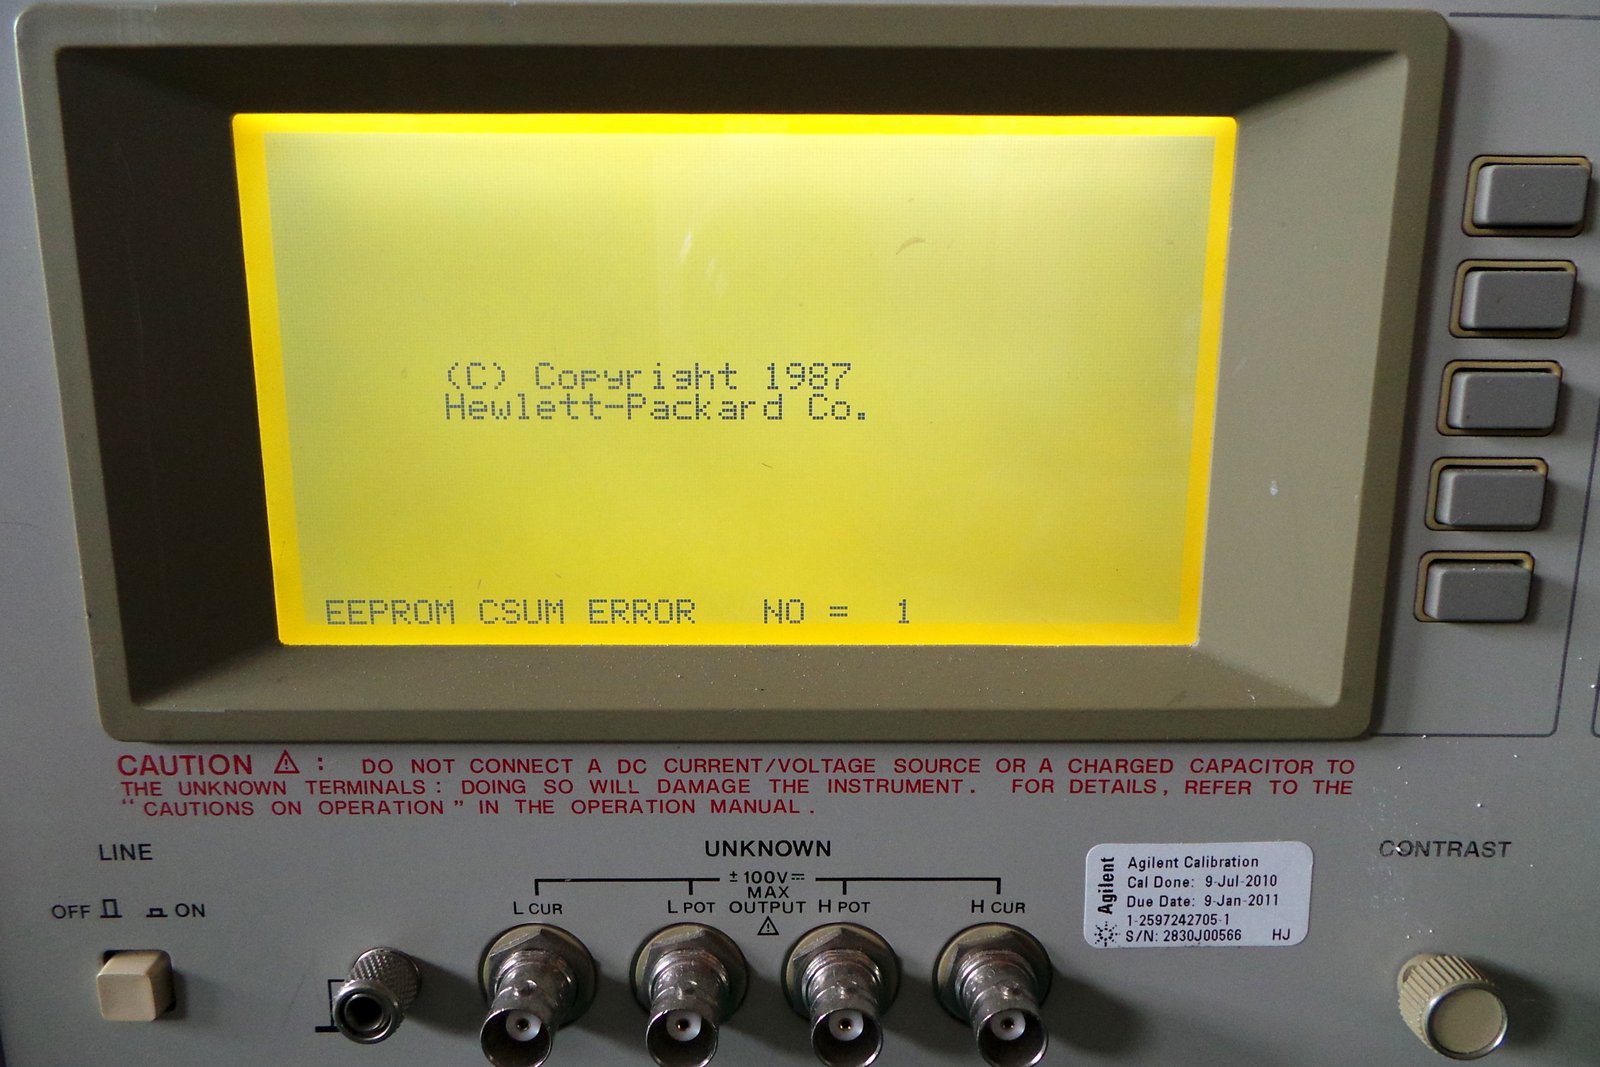 (C) Copyright 1987
Hewlett-Packard Co.
EEPROM CSUM ERROR NO = 1
CAUTION ⚠ : DO NOT CONNECT A DC CURRENT/VOLTAGE SOURCE OR A CHARGED CAPACITOR TO
THE UNKNOWN TERMINALS: DOING SO WILL DAMAGE THE INSTRUMENT. FOR DETAILS, REFER TO THE
“CAUTIONS ON OPERATION” IN THE OPERATION MANUAL.
LINE
OFF ON
UNKNOWN
±100V⎓
MAX
OUTPUT
⚠
L CUR
L POT
H POT
H CUR
Agilent
Agilent Calibration
Cal Done: 9-Jul-2010
Due Date: 9-Jan-2011
1-2597242705-1
S/N: 2830J00566 HJ
CONTRAST